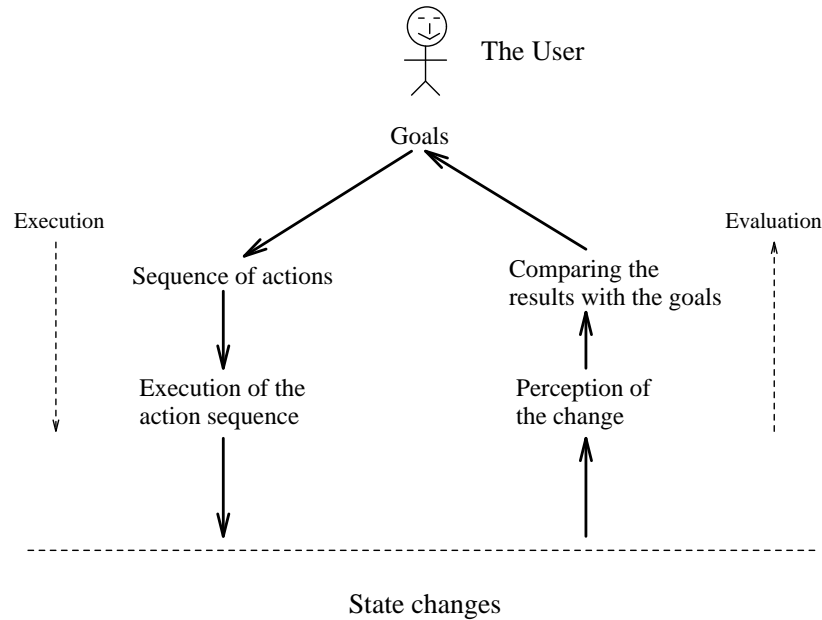 The User
Goals
Execution
Evaluation
Sequence of actions
Comparing the
results with the goals
Execution of the
action sequence
Perception of
the change
State changes